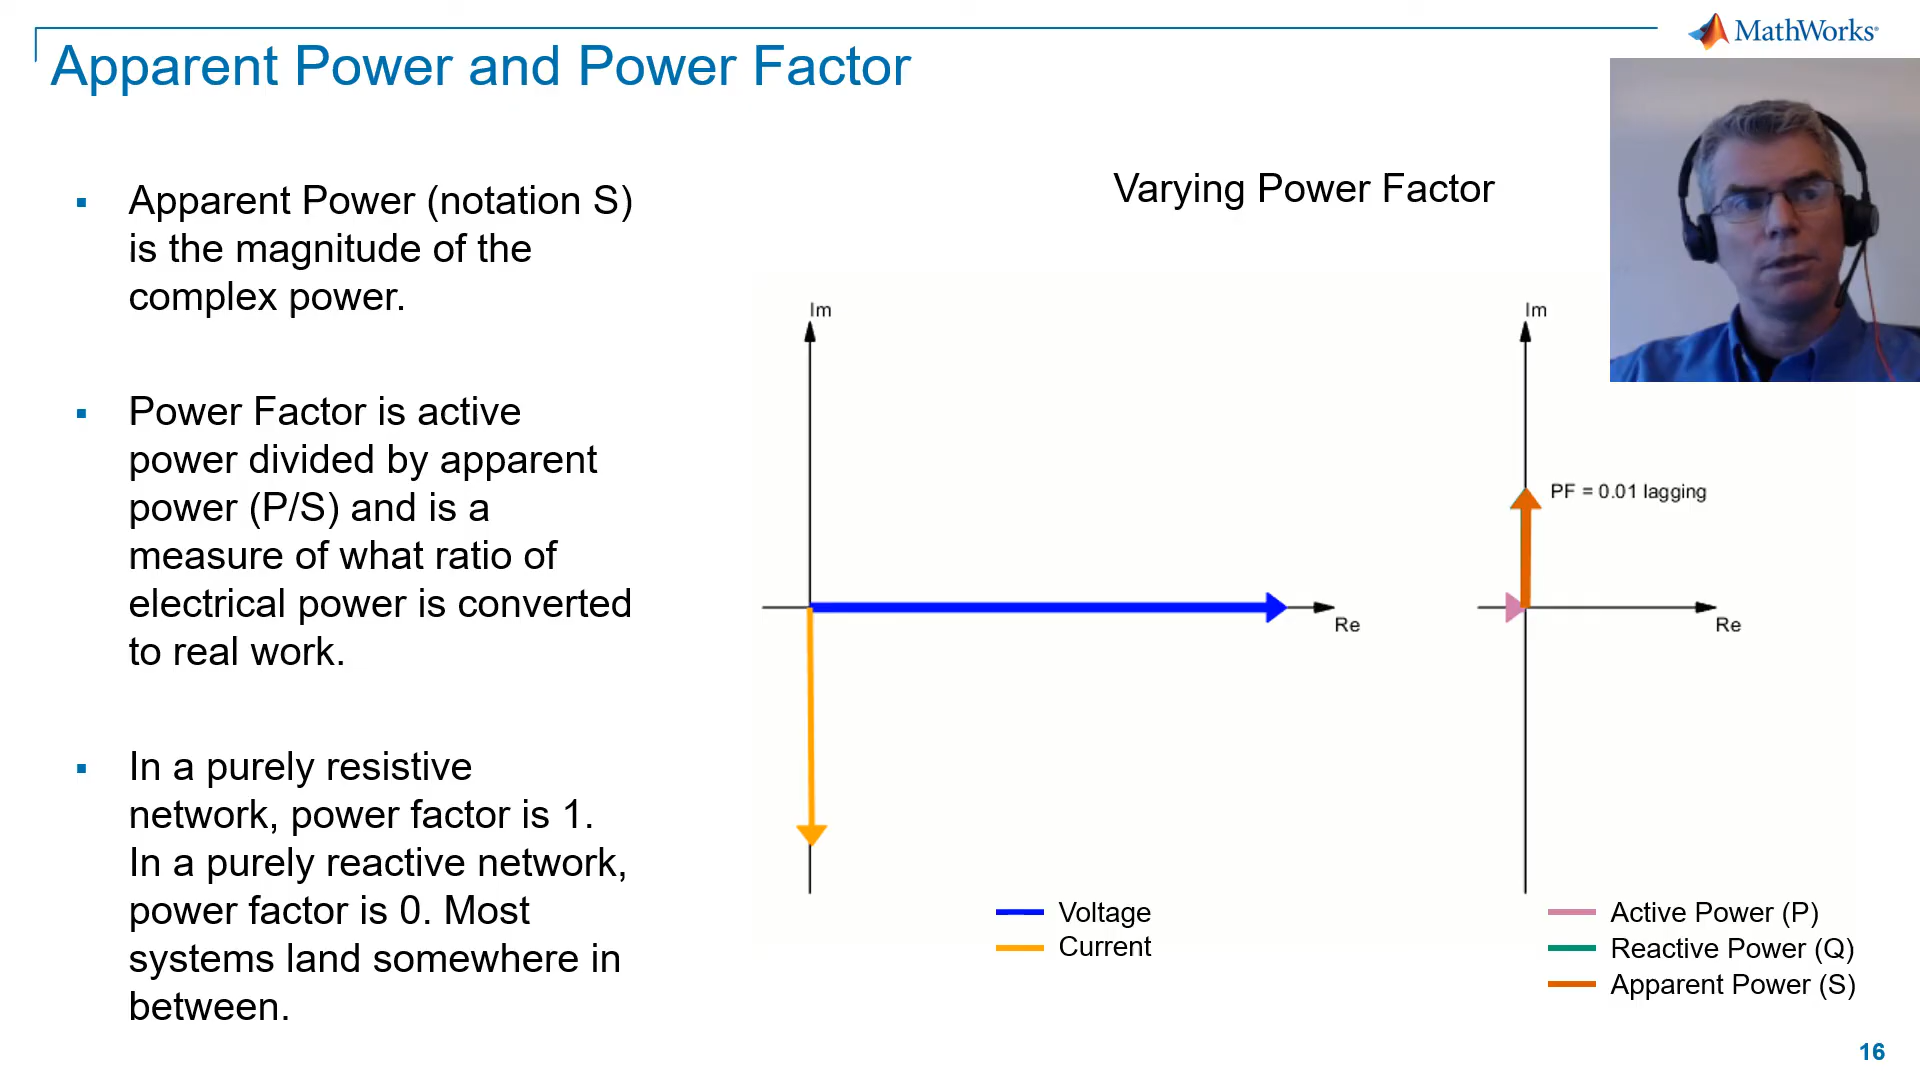 MathWorks®
Apparent Power and Power Factor
Apparent Power (notation S)
is the magnitude of the
complex power.
Power Factor is active
power divided by apparent
power (P/S) and is a
measure of what ratio of
electrical power is converted
to real work.
In a purely resistive
network, power factor is 1.
In a purely reactive network,
power factor is 0. Most
systems land somewhere in
between.
Varying Power Factor
Im
Re
Voltage
Current
Im
PF = 0.01 lagging
Re
Active Power (P)
Reactive Power (Q)
Apparent Power (S)
16